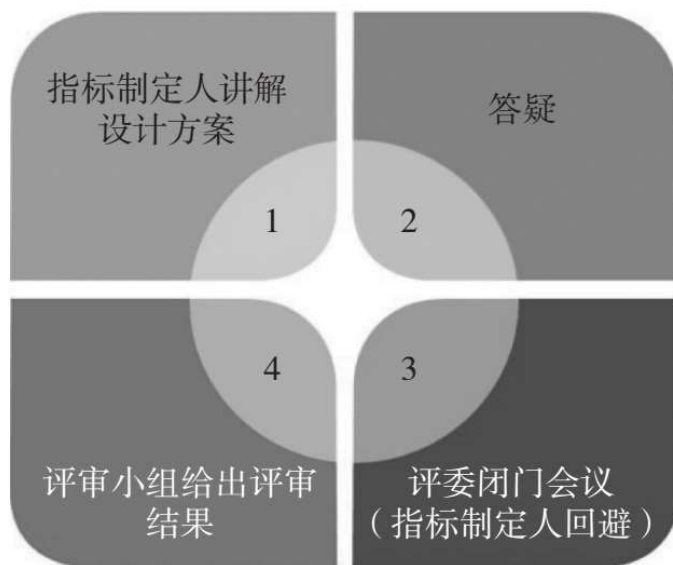 指标制定人讲解
设计方案
1
答疑
2
3
评委闭门会议
（指标制定人回避）
4
评审小组给出评审
结果